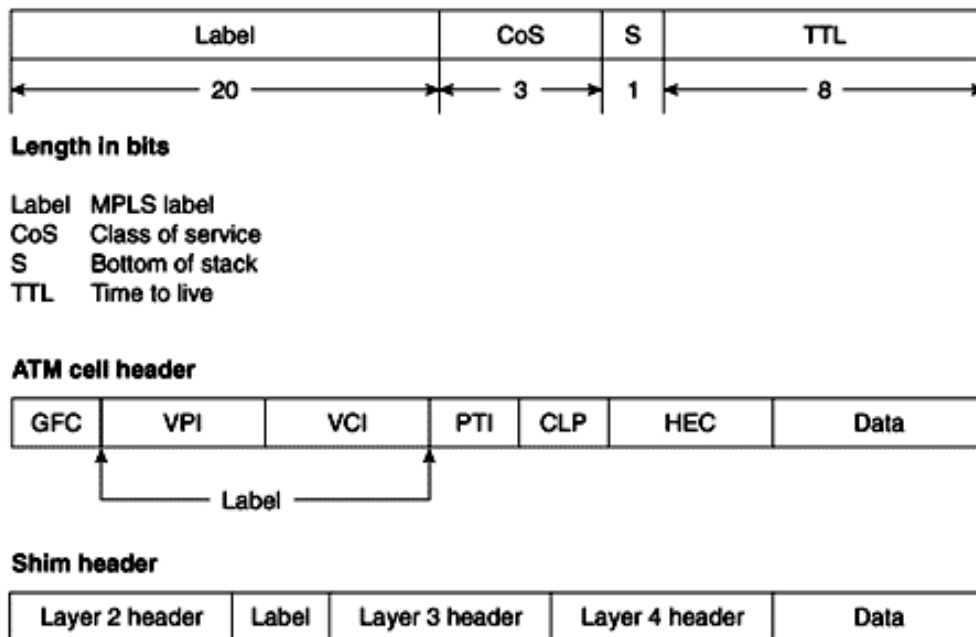 Label CoS S TTL
20 3 1 8
Length in bits
Label MPLS label
CoS Class of service
S Bottom of stack
TTL Time to live
ATM cell header
GFC VPI VCI PTI CLP HEC Data
Label
Shim header
Layer 2 header Label Layer 3 header Layer 4 header Data